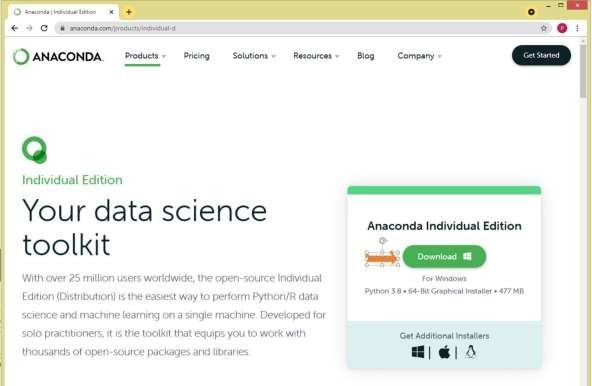 Anaconda | Individual Edition
anaconda.com/products/individual-d
ANACONDA.
Products
Pricing
Solutions
Resources
Blog
Company
Get Started
Individual Edition
Your data science
toolkit
With over 25 million users worldwide, the open-source Individual
Edition (Distribution) is the easiest way to perform Python/R data
science and machine learning on a single machine. Developed for
solo practitioners, it is the toolkit that equips you to work with
thousands of open-source packages and libraries.
Anaconda Individual Edition
Download
For Windows
Python 3.8 • 64-Bit Graphical Installer • 477 MB
Get Additional Installers